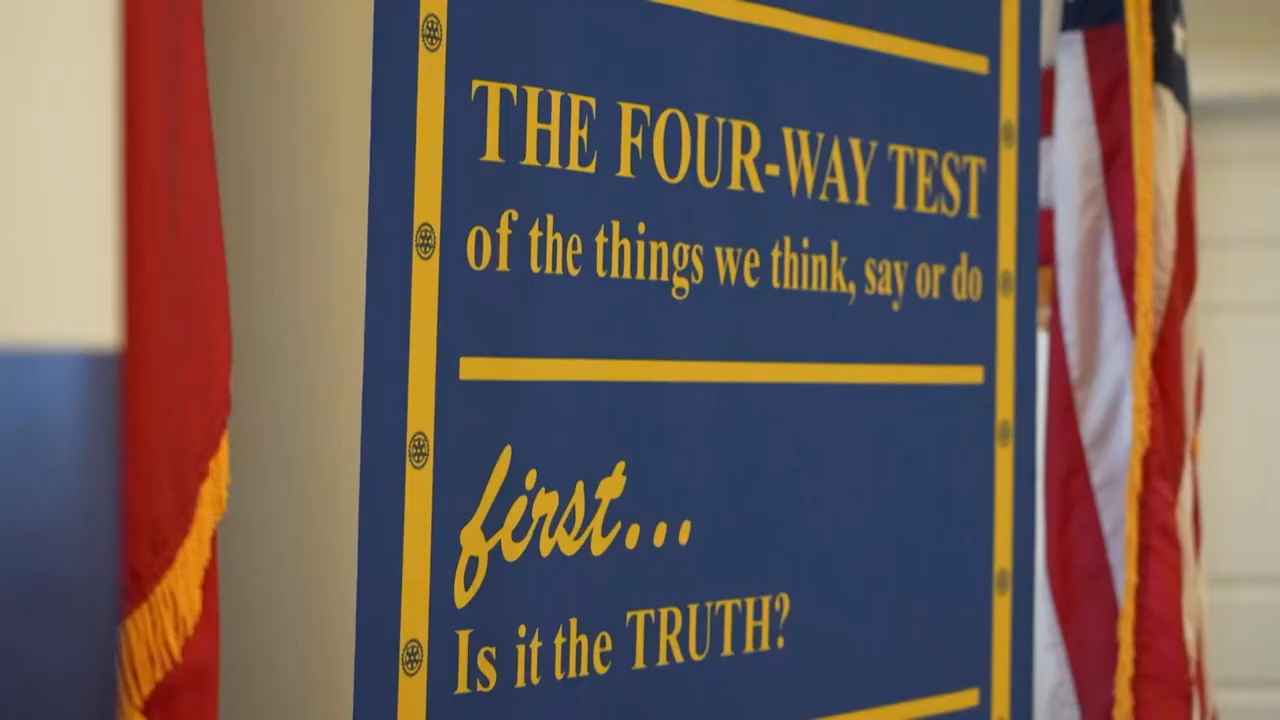 THE FOUR-WAY TEST
of the things we think, say or do
first...
Is it the TRUTH?